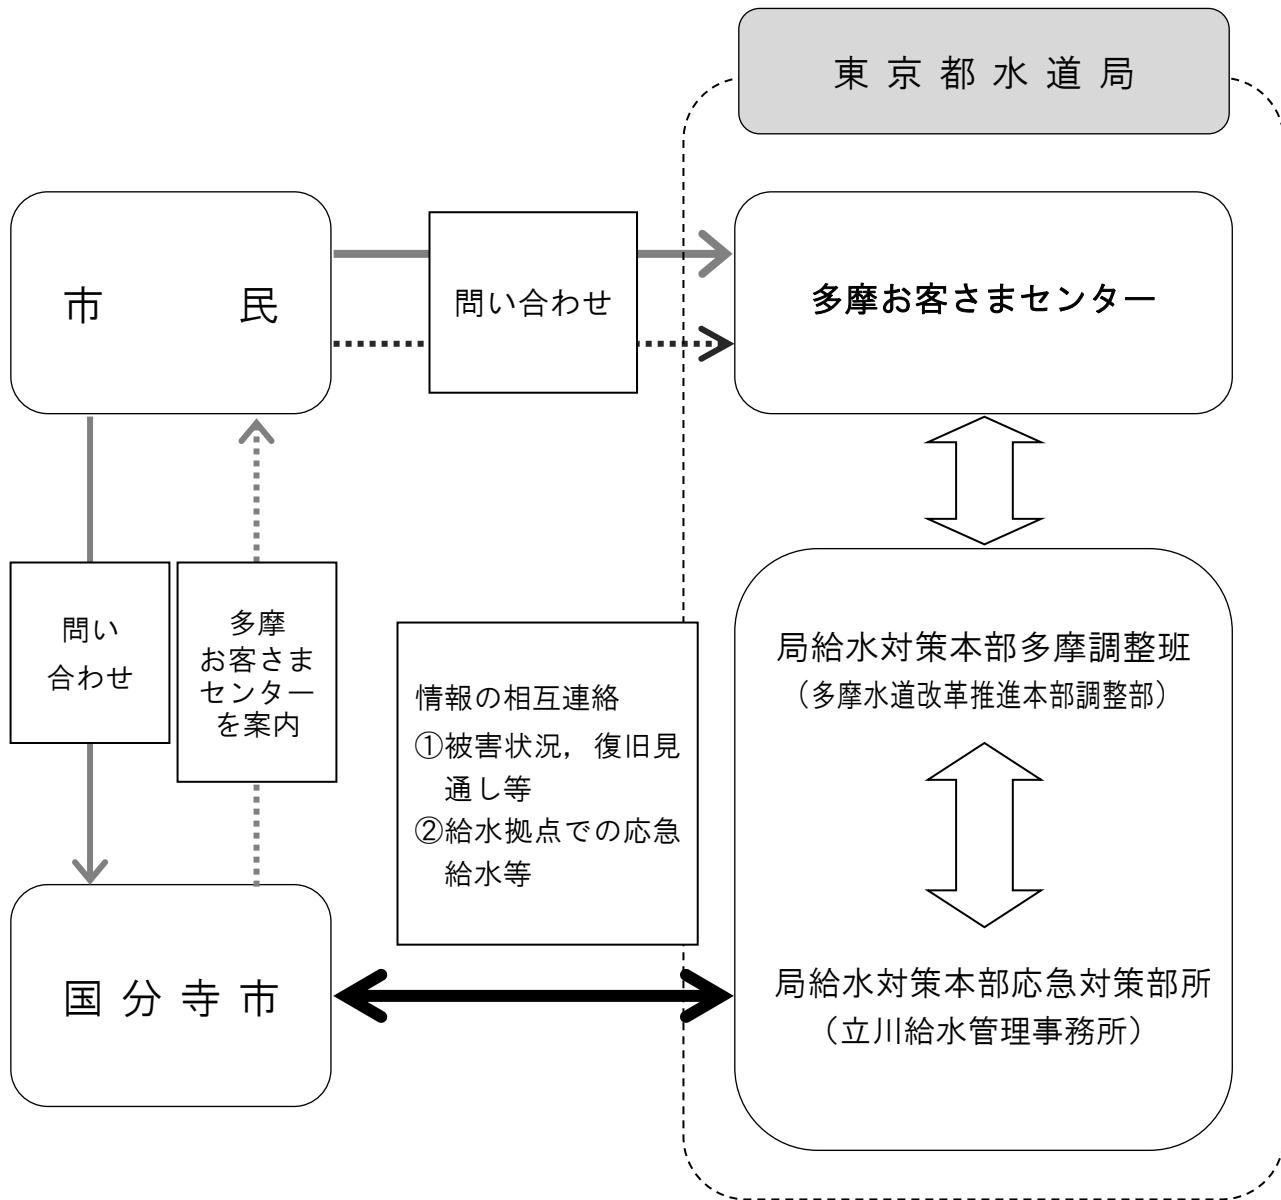 東京都水道局
市民
問い合わせ
多摩お客さまセンター
問い
合わせ
多摩
お客さま
センター
を案内
情報の相互連絡
①被害状況，復旧見
通し等
②給水拠点での応急
給水等
局給水対策本部多摩調整班
（多摩水道改革推進本部調整部）
国分寺市
局給水対策本部応急対策部所
（立川給水管理事務所）